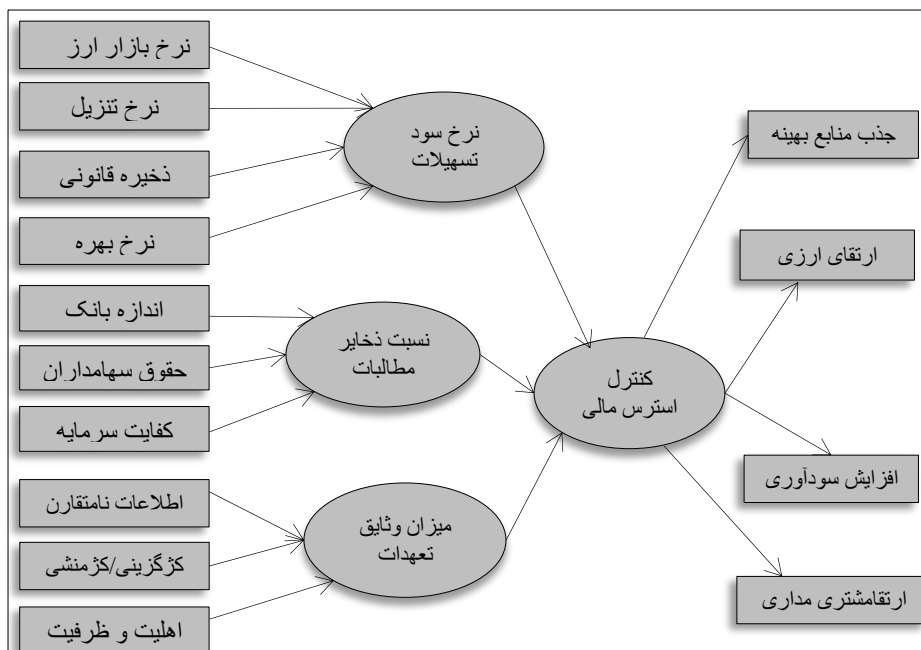 نرخ بازار ارز
نرخ تنزیل
ذخیره قانونی
نرخ بهره
اندازه بانک
حقوق سهامداران
کفایت سرمایه
اطلاعات نامتقارن
کژگزینی/کژمنشی
اهلیت و ظرفیت
نرخ سود
تسهیلات
نسبت ذخایر
مطالبات
میزان وثایق
تعهدات
کنترل
استرس مالی
جذب منابع بهینه
ارتقای ارزی
افزایش سودآوری
ارتقامشتری مداری